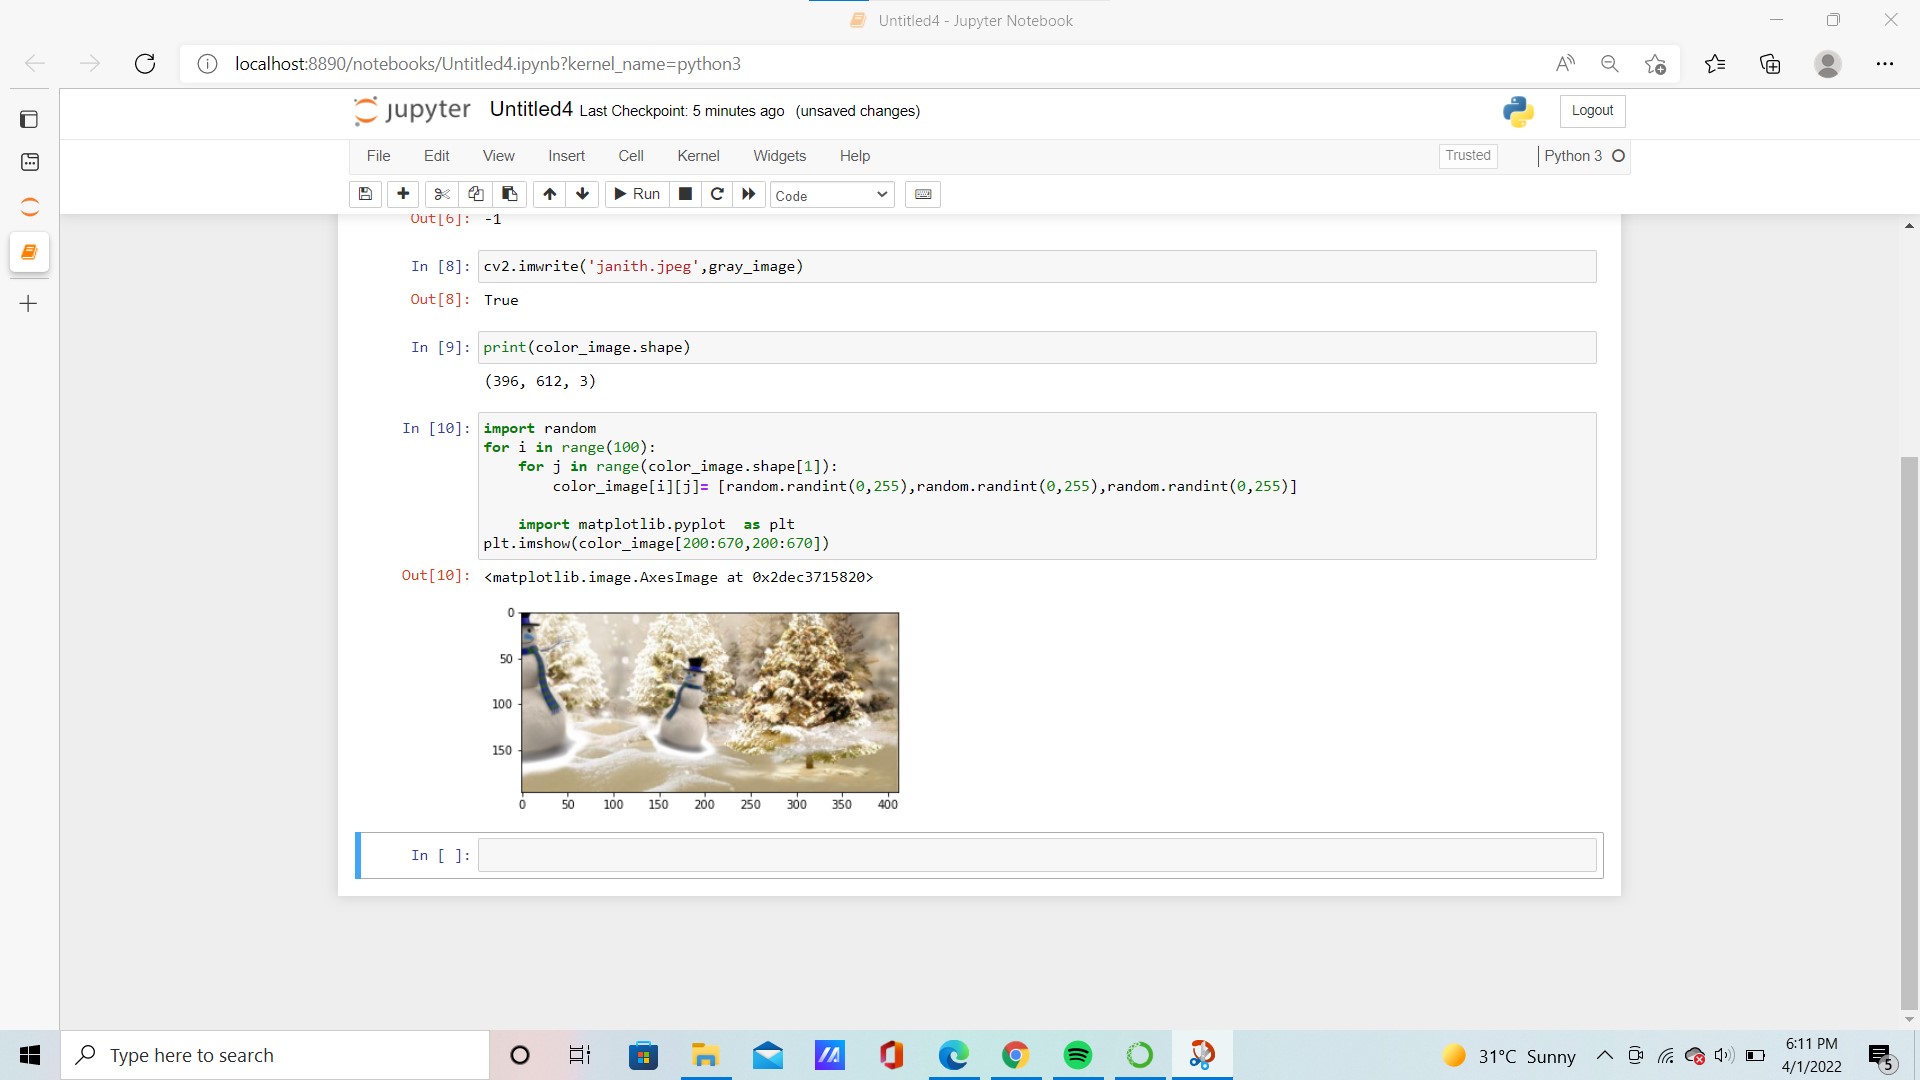 Untitled4 - Jupyter Notebook
localhost:8890/notebooks/Untitled4.ipynb?kernel_name=python3
jupyter Untitled4 Last Checkpoint: 5 minutes ago (unsaved changes)
Logout
File Edit View Insert Cell Kernel Widgets Help
Trusted
Python 3
Run
Code
Out[6]: -1
In [8]: cv2.imwrite('janith.jpeg',gray_image)
Out[8]: True
In [9]: print(color_image.shape)
(396, 612, 3)
In [10]: import random
for i in range(100):
    for j in range(color_image.shape[1]):
        color_image[i][j]= [random.randint(0,255),random.randint(0,255),random.randint(0,255)]
    import matplotlib.pyplot  as plt
plt.imshow(color_image[200:670,200:670])
Out[10]: <matplotlib.image.AxesImage at 0x2dec3715820>
0
50
100
150
0 50 100 150 200 250 300 350 400
In [ ]:
Type here to search
31°C Sunny
6:11 PM
4/1/2022
5